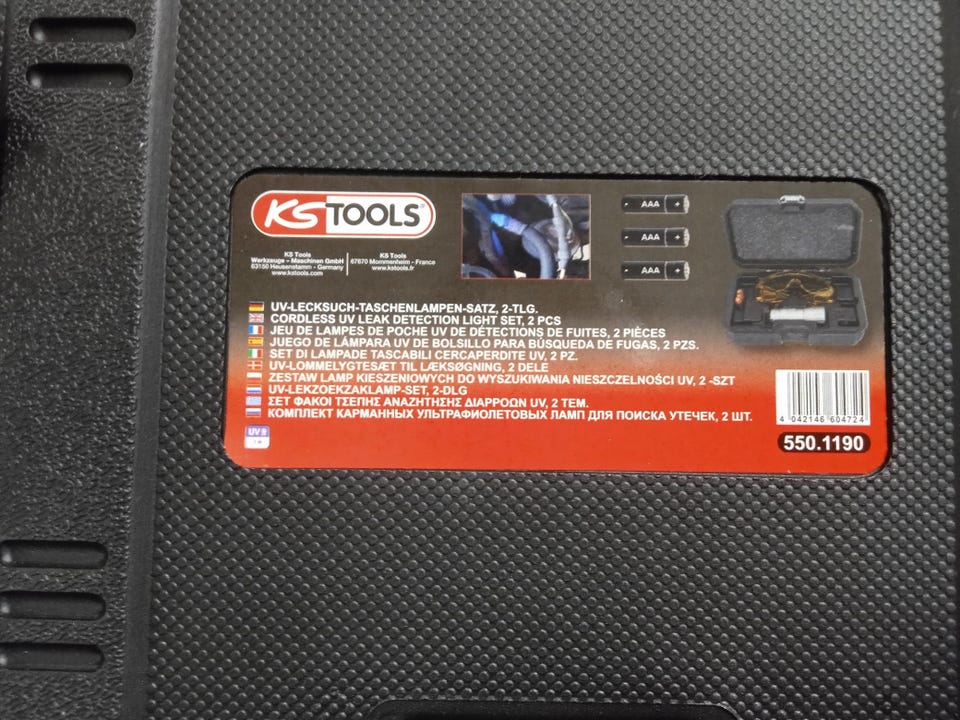 KS TOOLS
KS Tools
Werkzeuge – Maschinen GmbH
63150 Heusenstamm - Germany
www.kstools.com
KS Tools
67670 Mommenheim - France
www.kstools.fr
- AAA +
- AAA +
- AAA +
UV-LECKSUCH-TASCHENLAMPEN-SATZ, 2-TLG.
CORDLESS UV LEAK DETECTION LIGHT SET, 2 PCS
JEU DE LAMPES DE POCHE UV DE DÉTECTIONS DE FUITES, 2 PIÈCES
JUEGO DE LÁMPARA UV DE BOLSILLO PARA BÚSQUEDA DE FUGAS, 2 PZS.
SET DI LAMPADE TASCABILI CERCAPERDITE UV, 2 PZ.
UV-LOMMELYGTESÆT TIL LÆKSØGNING, 2 DELE
ZESTAW LAMP KIESZENIOWYCH DO WYSZUKIWANIA NIESZCZELNOŚCI UV, 2 -SZT
UV-LEKZOEKZAKLAMP-SET, 2-DLG
ΣΕΤ ΦΑΚΟΙ ΤΣΕΠΗΣ ΑΝΑΖΗΤΗΣΗΣ ΔΙΑΡΡΟΩΝ UV, 2 ΤΕΜ.
КОМПЛЕКТ КАРМАННЫХ УЛЬТРАФИОЛЕТОВЫХ ЛАМП ДЛЯ ПОИСКА УТЕЧЕК, 2 ШТ.
UV
4 042146 604724
550.1190